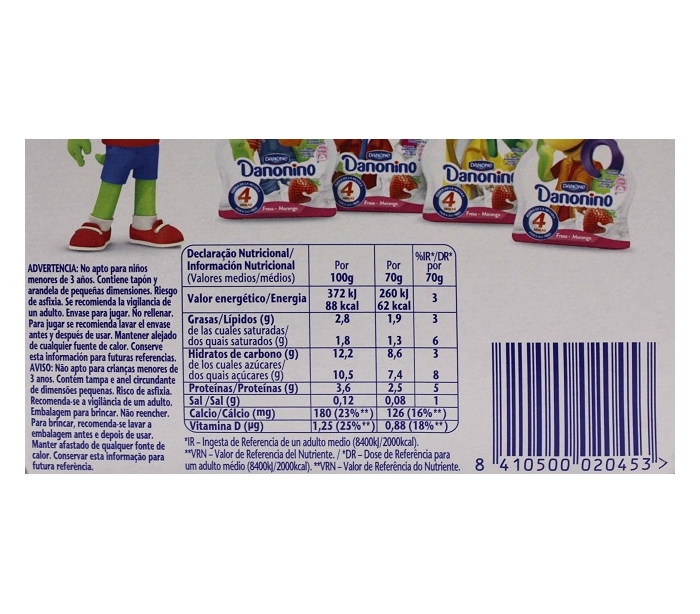 DANONE
Danonino
4
Fresa - Morango
DANONE
Danonino
4
Fresa - Morango
DANONE
Danonino
4
Fresa - Morango
DANONE
Danonino
4
Fresa - Morango
ADVERTENCIA: No apto para niños
menores de 3 años. Contiene tapón y
arandela de pequeñas dimensiones. Riesgo
de asfixia. Se recomienda la vigilancia de
un adulto. Envase para jugar. No rellenar.
Para jugar se recomienda lavar el envase
antes y después de usar. Mantener alejado
de cualquier fuente de calor. Conserve
esta información para futuras referencias.
AVISO: Não apto para crianças menores de
3 anos. Contém tampa e anel circundante
de dimensões pequenas. Risco de asfixia.
Recomenda-se a vigilância de um adulto.
Embalagem para brincar. Não reencher.
Para brincar, recomenda-se lavar a
embalagem antes e depois de usar.
Manter afastado de qualquer fonte de
calor. Conservar esta informação para
futura referência.
Declaração Nutricional/
Información Nutricional
(Valores medios/médios)
Por
100g
Por
70g
%IR*/DR*
por
70g
Valor energético/Energia 372 kJ 260 kJ 3
88 kcal 62 kcal
Grasas/Lípidos (g) 2,8 1,9 3
de las cuales saturadas/
dos quais saturados (g) 1,8 1,3 6
Hidratos de carbono (g) 12,2 8,6 3
de los cuales azúcares/
dos quais açúcares (g) 10,5 7,4 8
Proteínas/Proteínas (g) 3,6 2,5 5
Sal /Sal (g) 0,12 0,08 1
Calcio/Cálcio (mg) 180 (23%**) 126 (16%**)
Vitamina D (µg) 1,25 (25%**) 0,88 (18%**)
*IR – Ingesta de Referencia de un adulto medio (8400kJ/2000kcal).
**VRN – Valor de Referencia del Nutriente. / *DR – Dose de Referência para
um adulto médio (8400kJ/2000kcal). **VRN – Valor de Referência do Nutriente.
8 410500 020453 >